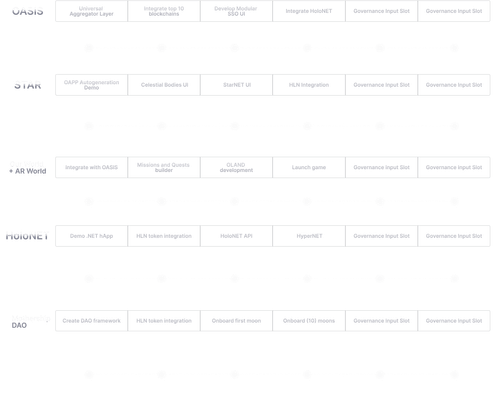 OASIS
Universal
Aggregator Layer
Integrate top 10
blockchains
Develop Modular
SSO UI
Integrate HoloNET
Governance Input Slot
Governance Input Slot
STAR
OAPP Autogeneration
Demo
Celestial Bodies UI
StarNET UI
HLN Integration
Governance Input Slot
Governance Input Slot
+ AR World
Integrate with OASIS
Missions and Quests
builder
OLAND
development
Launch game
Governance Input Slot
Governance Input Slot
HoloNET
Demo .NET hApp
HLN token integration
HoloNET API
HyperNET
Governance Input Slot
Governance Input Slot
DAO
Create DAO framework
HLN token integration
Onboard first moon
Onboard (10) moons
Governance Input Slot
Governance Input Slot